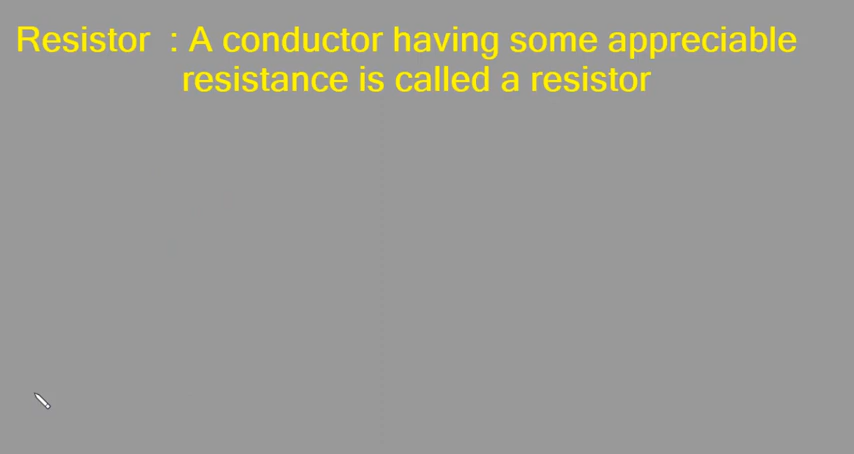 Resistor : A conductor having some appreciable
resistance is called a resistor